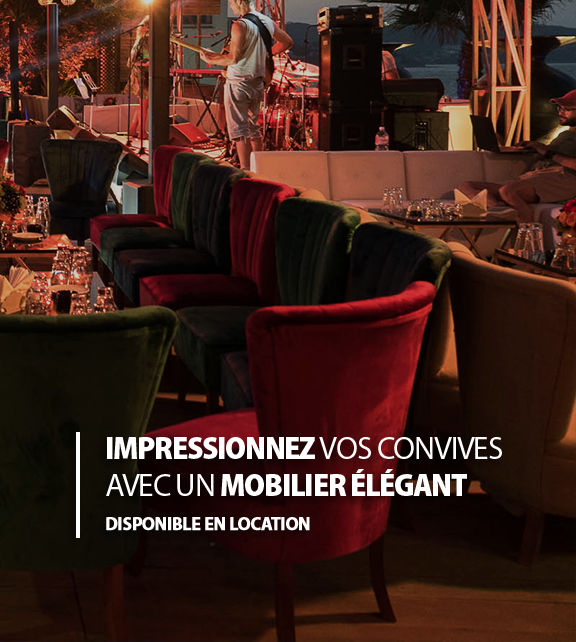 IMPRESSIONNEZ VOS CONVIVES
AVEC UN MOBILIER ÉLÉGANT
DISPONIBLE EN LOCATION